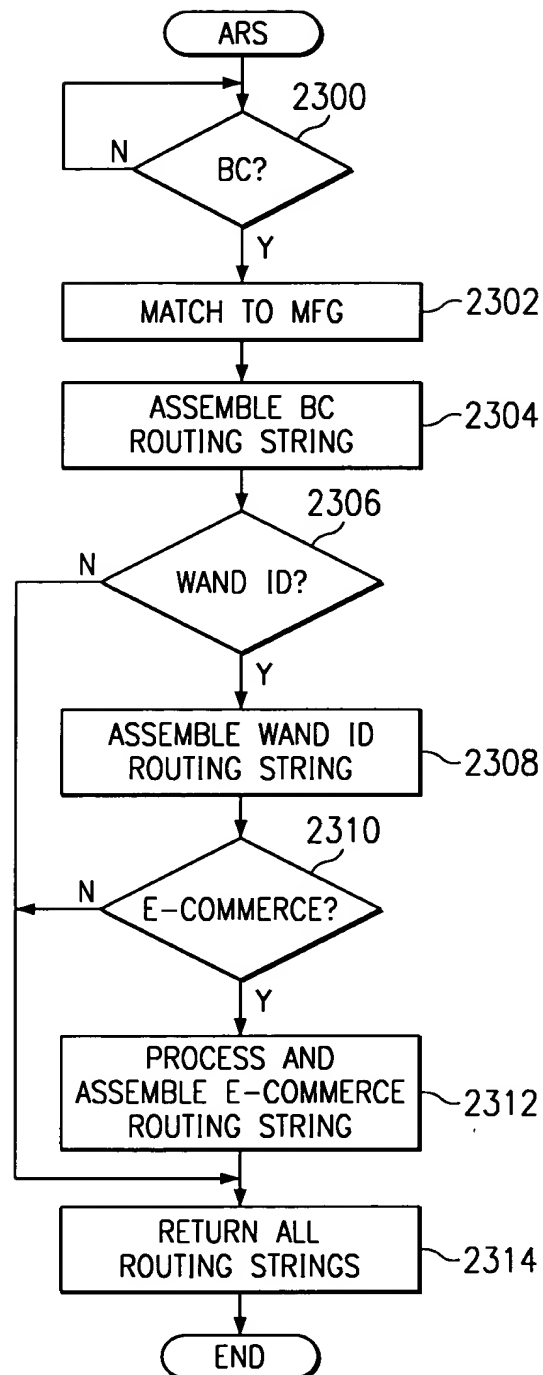 ARS
2300
N
BC?
Y
MATCH TO MFG
2302
ASSEMBLE BC
ROUTING STRING
2304
2306
N
WAND ID?
Y
ASSEMBLE WAND ID
ROUTING STRING
2308
2310
N
E-COMMERCE?
Y
PROCESS AND
ASSEMBLE E-COMMERCE
ROUTING STRING
2312
RETURN ALL
ROUTING STRINGS
2314
END